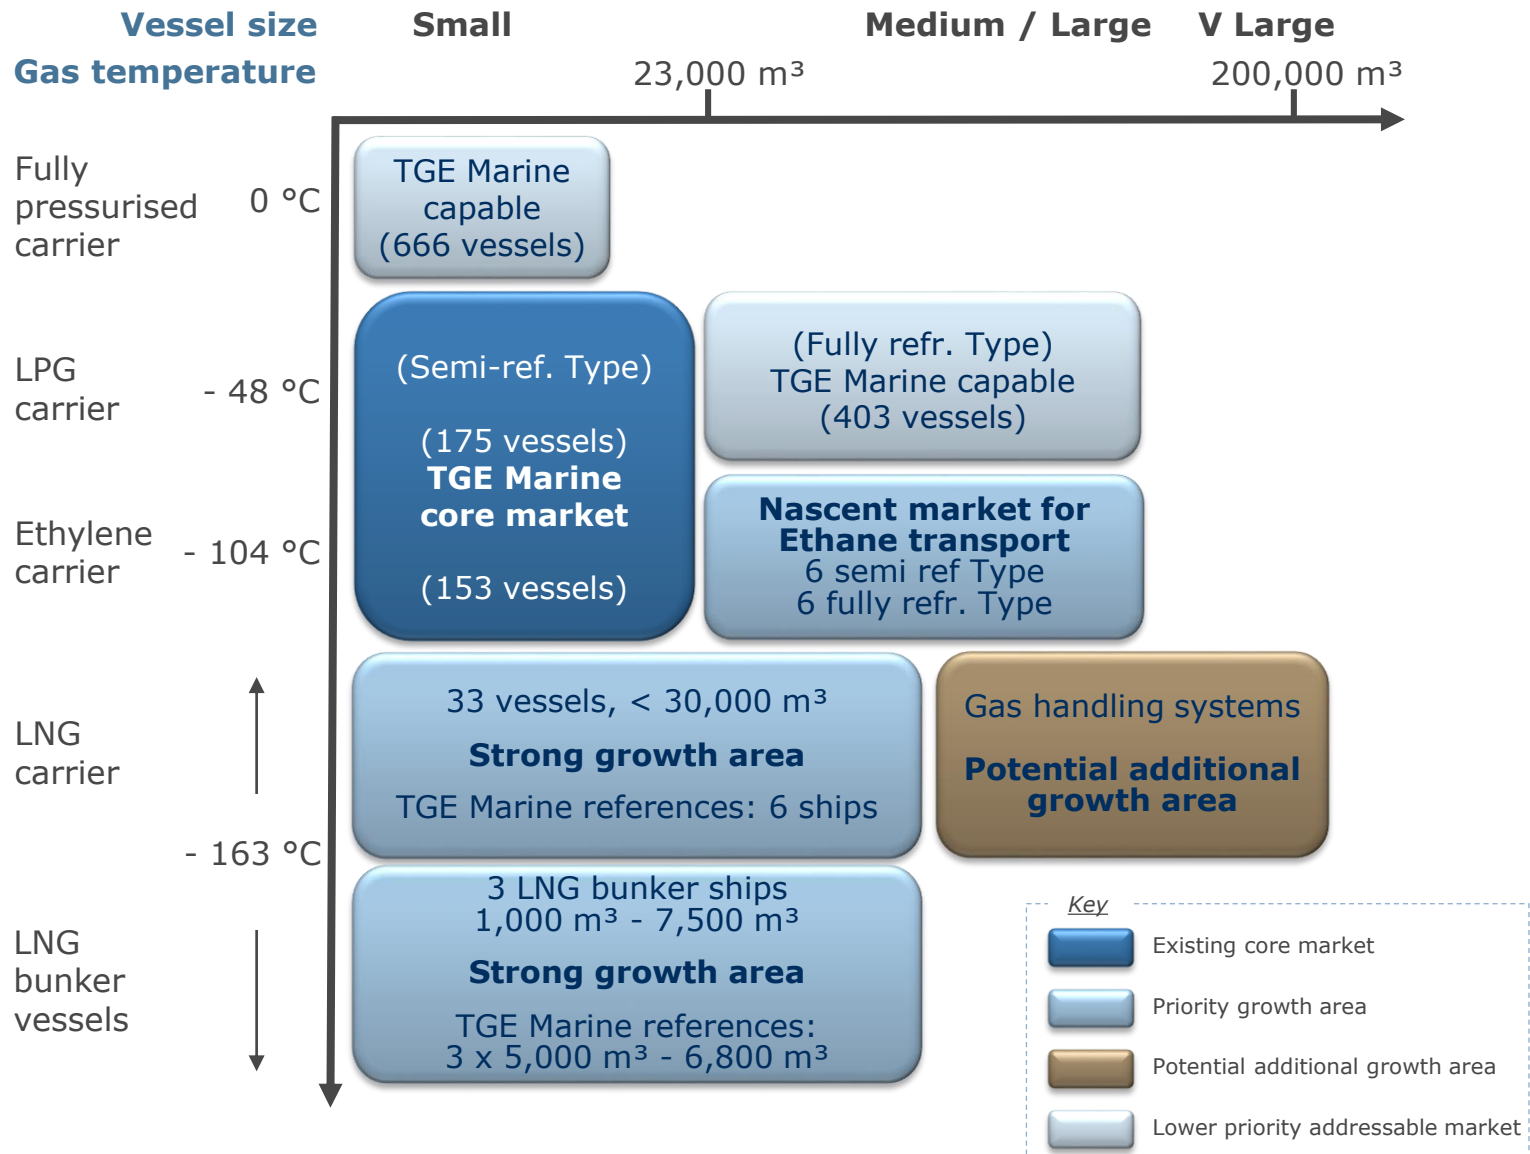 Vessel size Small Medium / Large V Large
Gas temperature 23,000 m³ 200,000 m³
Fully
pressurised
carrier
0 °C
TGE Marine
capable
(666 vessels)
LPG
carrier
- 48 °C
(Semi-ref. Type)
(175 vessels)
TGE Marine
core market
(153 vessels)
(Fully refr. Type)
TGE Marine capable
(403 vessels)
Ethylene
carrier
- 104 °C
Nascent market for
Ethane transport
6 semi ref Type
6 fully refr. Type
LNG
carrier
33 vessels, < 30,000 m³
Strong growth area
TGE Marine references: 6 ships
Gas handling systems
Potential additional
growth area
- 163 °C
LNG
bunker
vessels
3 LNG bunker ships
1,000 m³ - 7,500 m³
Strong growth area
TGE Marine references:
3 x 5,000 m³ - 6,800 m³
Key
Existing core market
Priority growth area
Potential additional growth area
Lower priority addressable market